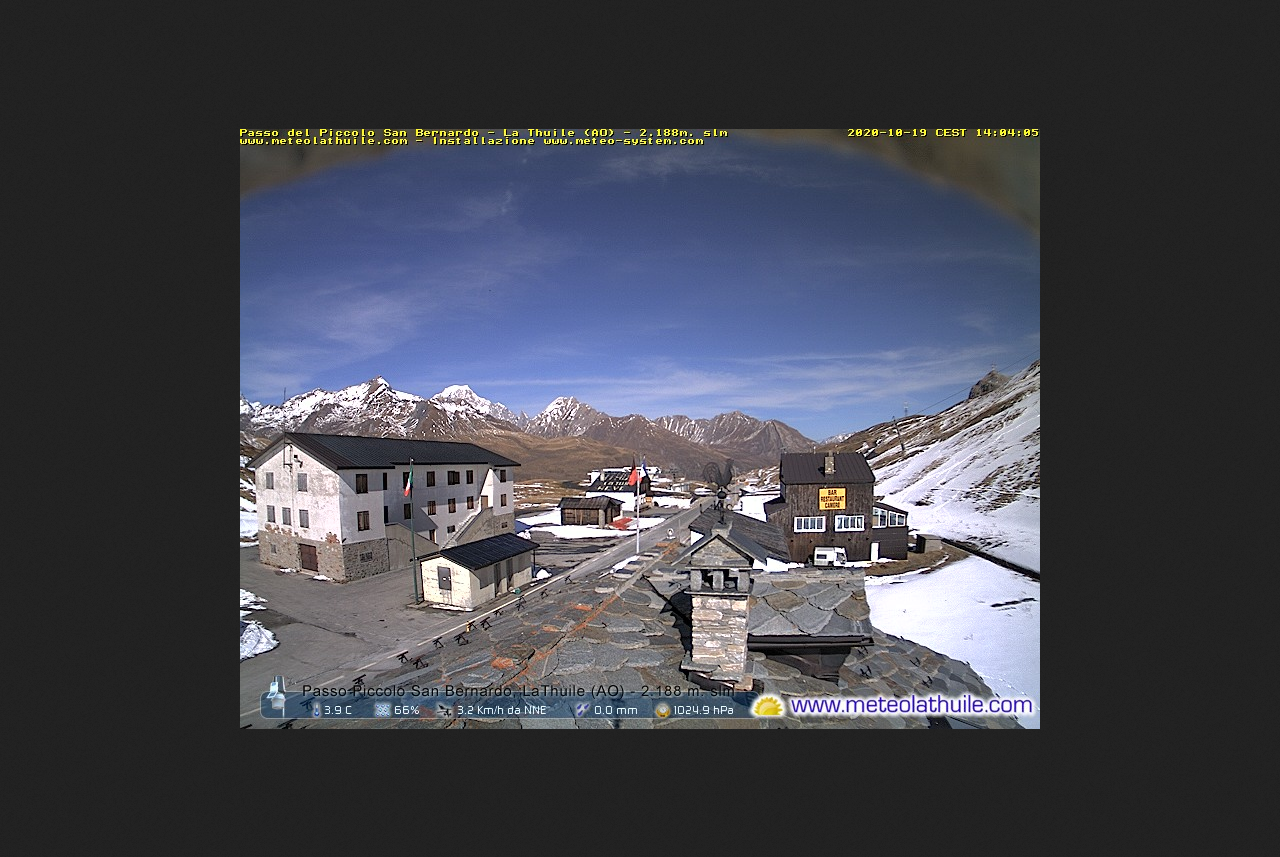 Passo del Piccolo San Bernardo - La Thuile (AO) - 2.188m. slm 2020-10-19 CEST 14:04:05
www.meteolathuile.com - Installazione www.meteo-system.com
BAR
RESTAURANT
CAMERE
Passo Piccolo San Bernardo, LaThuile (AO) - 2.188 m. slm
3.9 C 66% 3.2 Km/h da NNE 0.0 mm 1024.9 hPa
www.meteolathuile.com